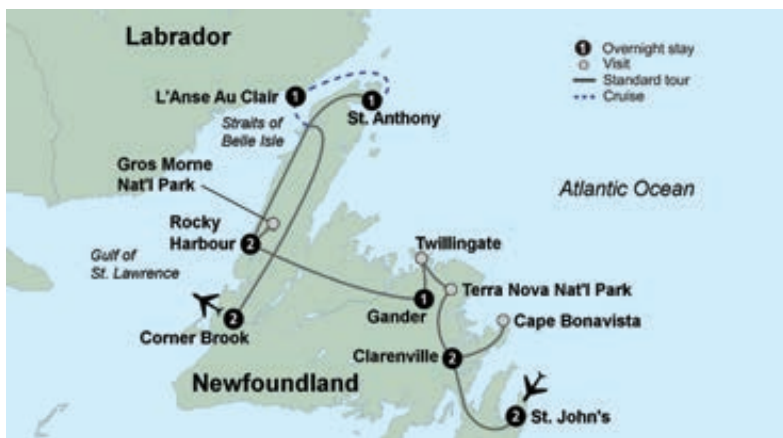 Labrador
1 Overnight stay
Visit
Standard tour
Cruise
L'Anse Au Clair 1
1
St. Anthony
Straits of
Belle Isle
Gros Morne
Nat'l Park
Atlantic Ocean
Rocky
Harbour 2
Twillingate
Gulf of
St. Lawrence
Terra Nova Nat'l Park
1
Gander
Cape Bonavista
2
Corner Brook
Clarenville 2
Newfoundland
2 St. John's